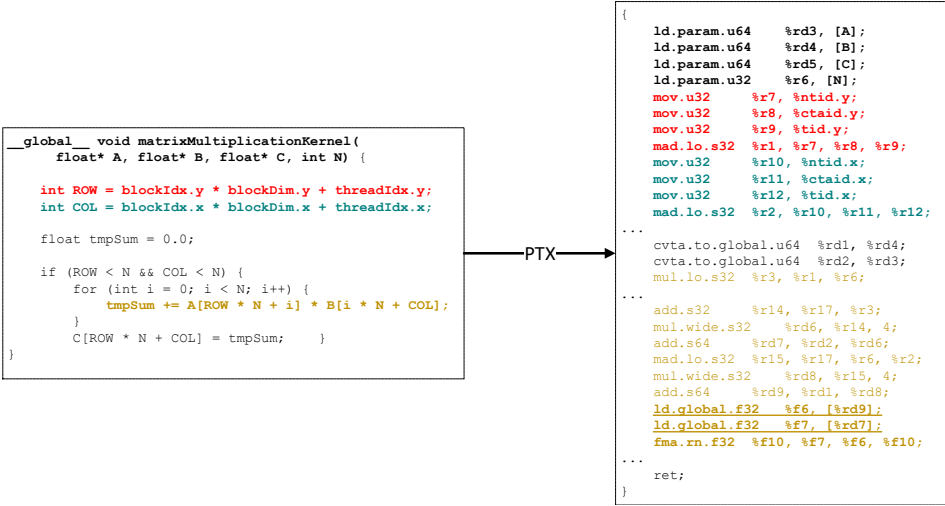 __global__ void matrixMultiplicationKernel(
float* A, float* B, float* C, int N) {
int ROW = blockIdx.y * blockDim.y + threadIdx.y;
int COL = blockIdx.x * blockDim.x + threadIdx.x;
float tmpSum = 0.0;
if (ROW < N && COL < N) {
for (int i = 0; i < N; i++) {
tmpSum += A[ROW * N + i] * B[i * N + COL];
}
C[ROW * N + COL] = tmpSum; }
}
PTX
{
ld.param.u64 %rd3, [A];
ld.param.u64 %rd4, [B];
ld.param.u64 %rd5, [C];
ld.param.u32 %r6, [N];
mov.u32 %r7, %ntid.y;
mov.u32 %r8, %ctaid.y;
mov.u32 %r9, %tid.y;
mad.lo.s32 %r1, %r7, %r8, %r9;
mov.u32 %r10, %ntid.x;
mov.u32 %r11, %ctaid.x;
mov.u32 %r12, %tid.x;
mad.lo.s32 %r2, %r10, %r11, %r12;
...
cvta.to.global.u64 %rd1, %rd4;
cvta.to.global.u64 %rd2, %rd3;
mul.lo.s32 %r3, %r1, %r6;
...
add.s32 %r14, %r17, %r3;
mul.wide.s32 %rd6, %r14, 4;
add.s64 %rd7, %rd2, %rd6;
mad.lo.s32 %r15, %r17, %r6, %r2;
mul.wide.s32 %rd8, %r15, 4;
add.s64 %rd9, %rd1, %rd8;
ld.global.f32 %f6, [%rd9];
ld.global.f32 %f7, [%rd7];
fma.rn.f32 %f10, %f7, %f6, %f10;
...
ret;
}